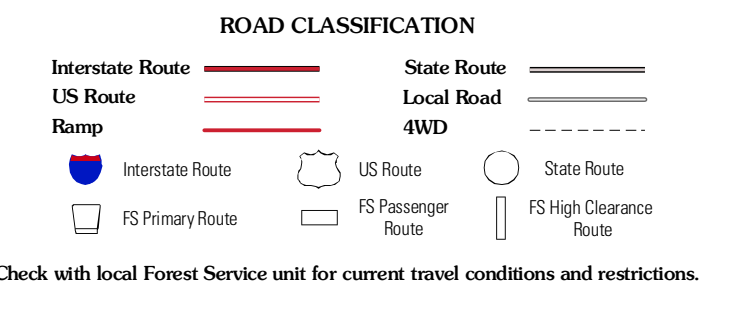 ROAD CLASSIFICATION
Interstate Route State Route
US Route Local Road
Ramp 4WD
Interstate Route US Route State Route
FS Primary Route FS Passenger Route FS High Clearance Route
Check with local Forest Service unit for current travel conditions and restrictions.